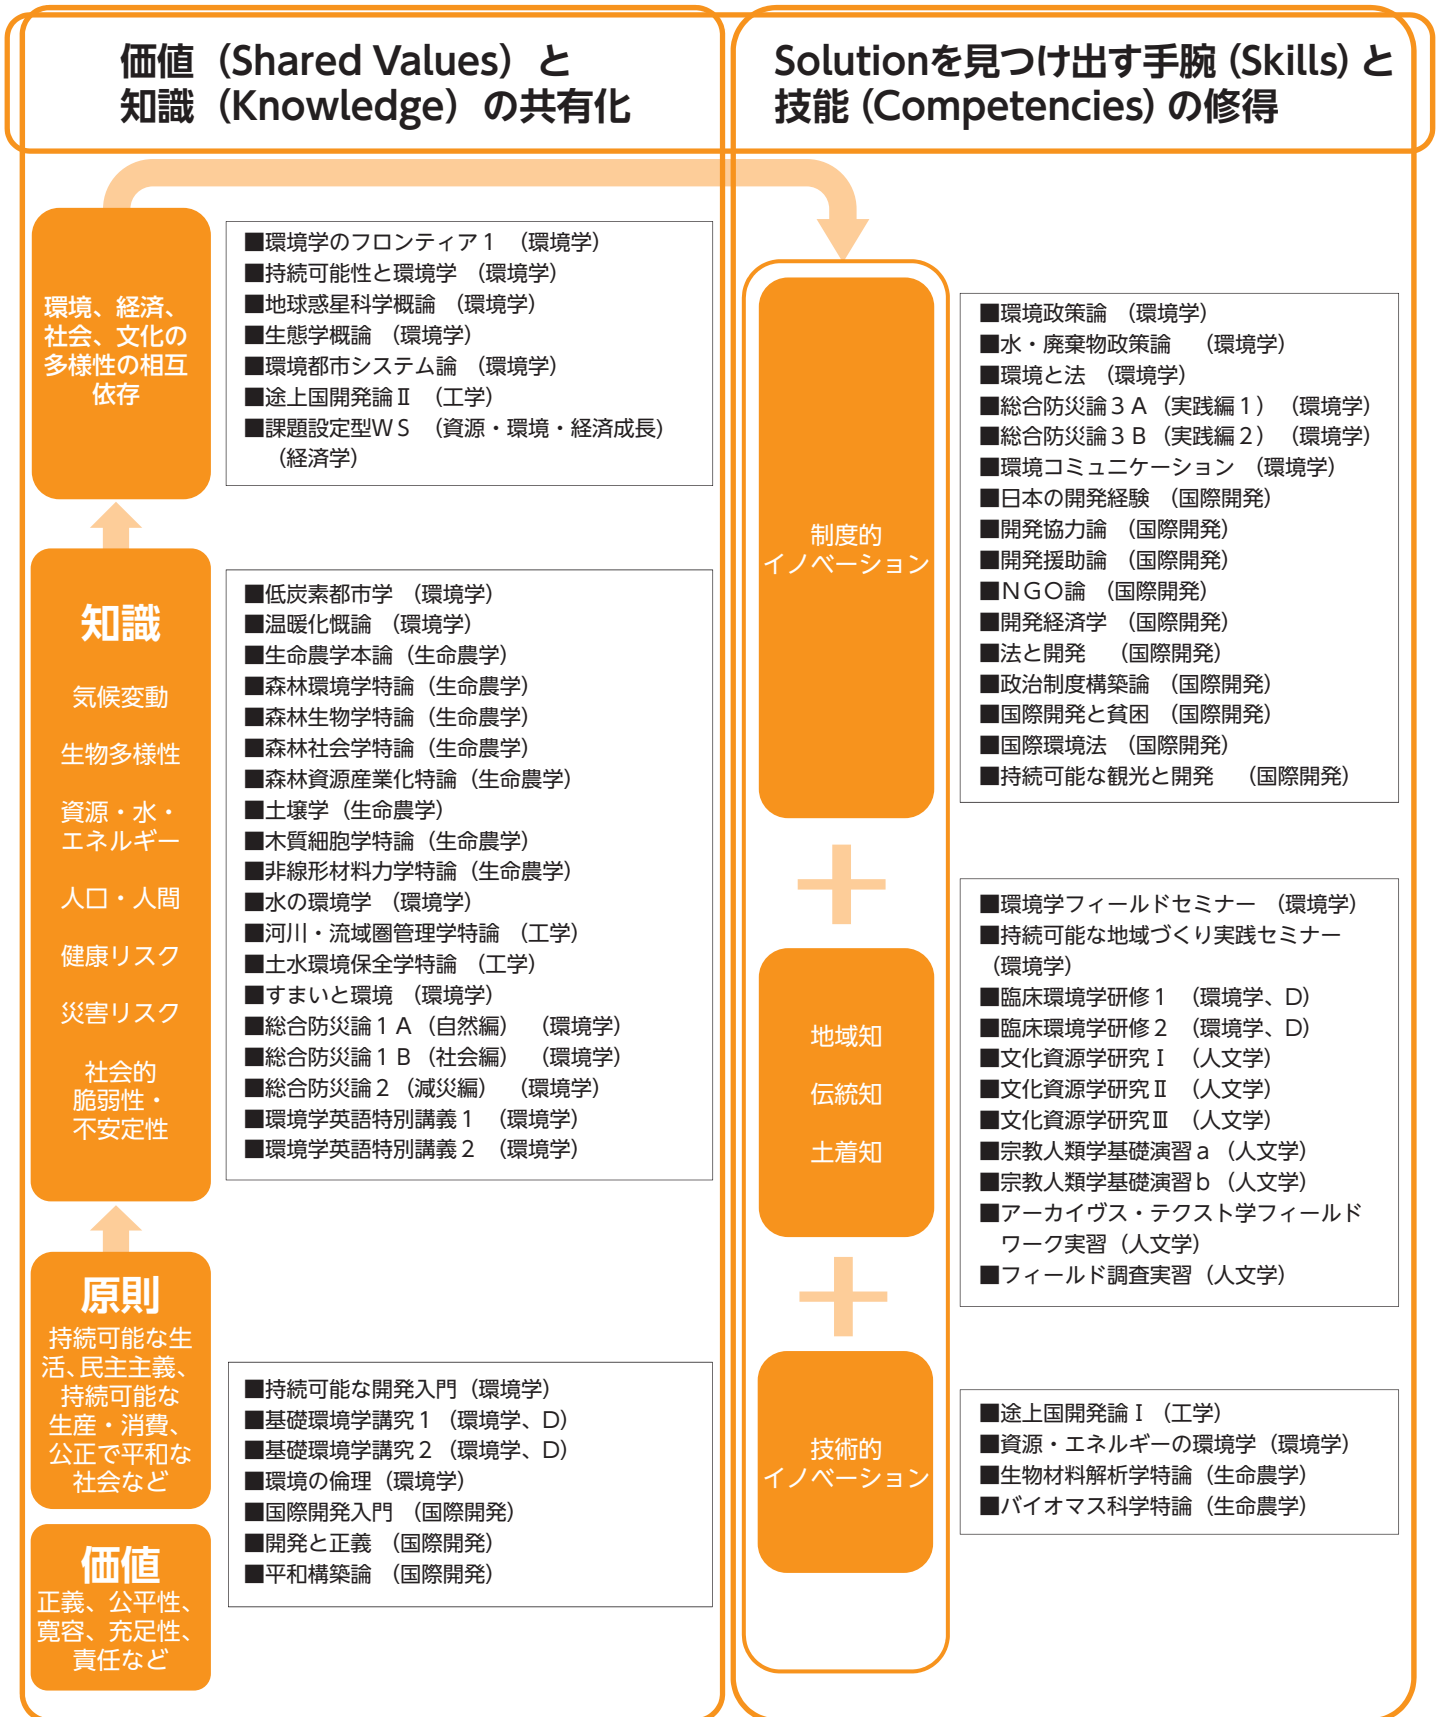 価値（Shared Values）と
知識（Knowledge）の共有化
環境、経済、
社会、文化の
多様性の相互
依存
■環境学のフロンティア１　（環境学）
■持続可能性と環境学　（環境学）
■地球惑星科学概論　（環境学）
■生態学概論　（環境学）
■環境都市システム論　（環境学）
■途上国開発論Ⅱ　（工学）
■課題設定型ＷＳ　（資源・環境・経済成長）
（経済学）
知識
気候変動
生物多様性
資源・水・
エネルギー
人口・人間
健康リスク
災害リスク
社会的
脆弱性・
不安定性
■低炭素都市学　（環境学）
■温暖化慨論　（環境学）
■生命農学本論（生命農学）
■森林環境学特論（生命農学）
■森林生物学特論（生命農学）
■森林社会学特論（生命農学）
■森林資源産業化特論（生命農学）
■土壌学（生命農学）
■木質細胞学特論（生命農学）
■非線形材料力学特論（生命農学）
■水の環境学　（環境学）
■河川・流域圏管理学特論　（工学）
■土水環境保全学特論　（工学）
■すまいと環境　（環境学）
■総合防災論１Ａ（自然編）　（環境学）
■総合防災論１Ｂ（社会編）　（環境学）
■総合防災論２（減災編）　（環境学）
■環境学英語特別講義１　（環境学）
■環境学英語特別講義２　（環境学）
原則
持続可能な生
活、民主主義、
持続可能な
生産・消費、
公正で平和な
社会など
価値
正義、公平性、
寛容、充足性、
責任など
■持続可能な開発入門（環境学）
■基礎環境学講究１（環境学、Ｄ）
■基礎環境学講究２（環境学、Ｄ）
■環境の倫理（環境学）
■国際開発入門（国際開発）
■開発と正義　（国際開発）
■平和構築論　（国際開発）
Solutionを見つけ出す手腕（Skills）と
技能（Competencies）の修得
制度的
イノベーション
■環境政策論　（環境学）
■水・廃棄物政策論　（環境学）
■環境と法　（環境学）
■総合防災論３Ａ（実践編１）　（環境学）
■総合防災論３Ｂ（実践編２）　（環境学）
■環境コミュニケーション　（環境学）
■日本の開発経験　（国際開発）
■開発協力論　（国際開発）
■開発援助論　（国際開発）
■ＮＧＯ論　（国際開発）
■開発経済学　（国際開発）
■法と開発　（国際開発）
■政治制度構築論　（国際開発）
■国際開発と貧困　（国際開発）
■国際環境法　（国際開発）
■持続可能な観光と開発　（国際開発）
地域知
伝統知
土着知
■環境学フィールドセミナー　（環境学）
■持続可能な地域づくり実践セミナー
（環境学）
■臨床環境学研修１　（環境学、Ｄ）
■臨床環境学研修２　（環境学、Ｄ）
■文化資源学研究Ⅰ　（人文学）
■文化資源学研究Ⅱ　（人文学）
■文化資源学研究Ⅲ　（人文学）
■宗教人類学基礎演習ａ（人文学）
■宗教人類学基礎演習ｂ（人文学）
■アーカイヴス・テクスト学フィールド
ワーク実習（人文学）
■フィールド調査実習（人文学）
技術的
イノベーション
■途上国開発論Ⅰ（工学）
■資源・エネルギーの環境学（環境学）
■生物材料解析学特論（生命農学）
■バイオマス科学特論（生命農学）